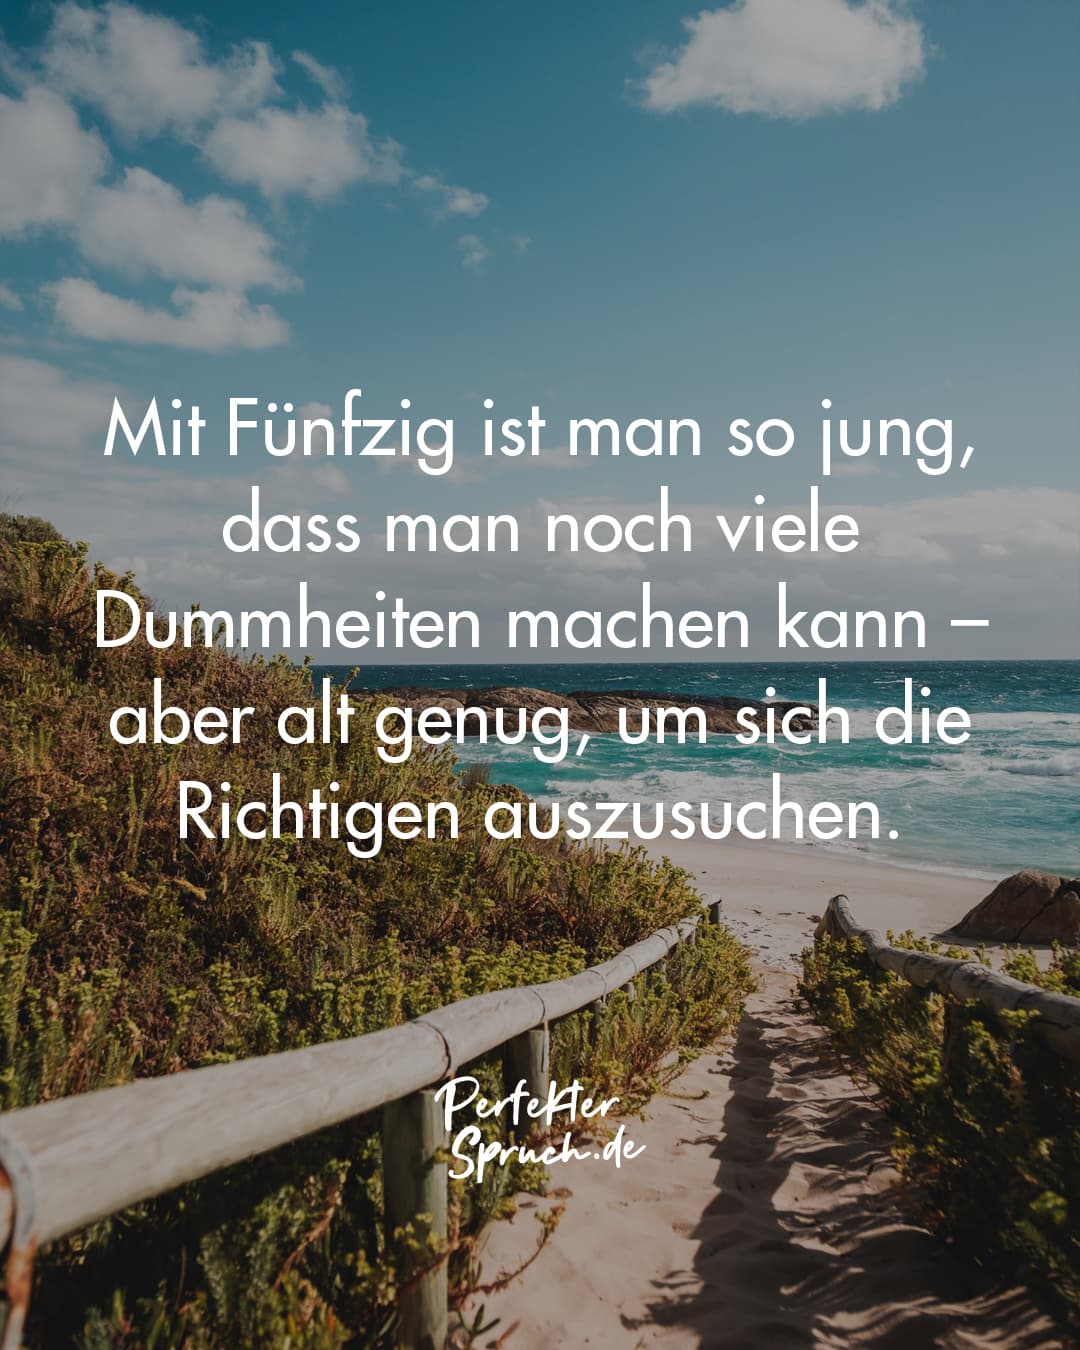 Mit Fünfzig ist man so jung,
dass man noch viele
Dummheiten machen kann –
aber alt genug, um sich die
Richtigen auszusuchen.
Perfekter
Spruch.de